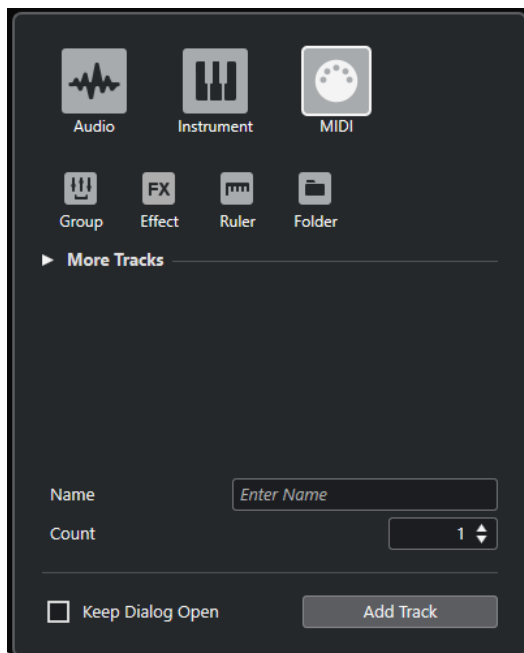 Audio Instrument MIDI
FX
Group Effect Ruler Folder
More Tracks
Name Enter Name
Count 1
Keep Dialog Open Add Track